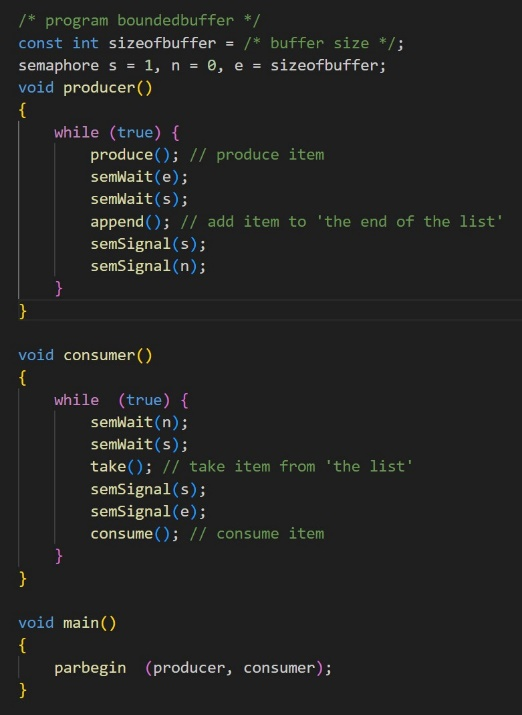 /* program boundedbuffer */
const int sizeofbuffer = /* buffer size */;
semaphore s = 1, n = 0, e = sizeofbuffer;
void producer()
{
    while (true) {
        produce(); // produce item
        semWait(e);
        semWait(s);
        append(); // add item to 'the end of the list'
        semSignal(s);
        semSignal(n);
    }
}

void consumer()
{
    while  (true) {
        semWait(n);
        semWait(s);
        take(); // take item from 'the list'
        semSignal(s);
        semSignal(e);
        consume(); // consume item
    }
}

void main()
{
    parbegin  (producer, consumer);
}